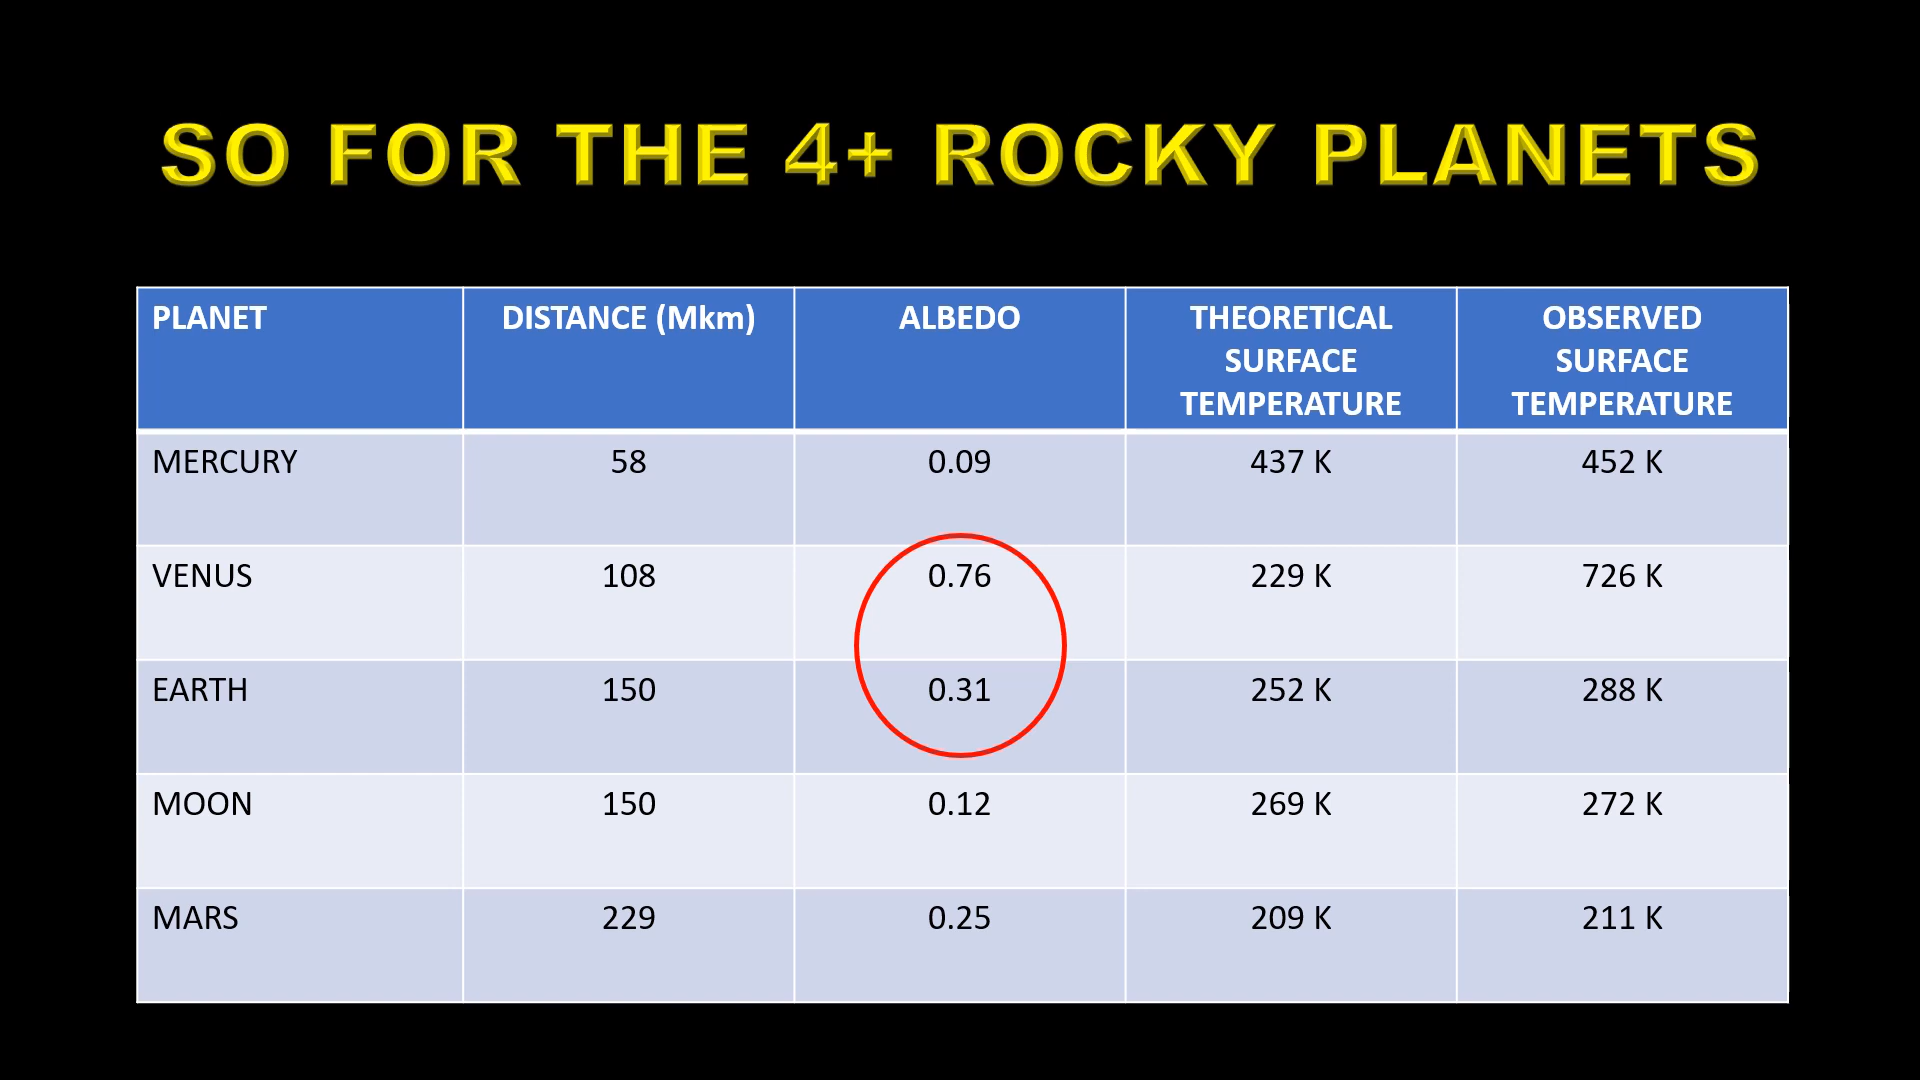 SO FOR THE 4+ ROCKY PLANETS
PLANET DISTANCE (Mkm) ALBEDO THEORETICAL SURFACE TEMPERATURE OBSERVED SURFACE TEMPERATURE
MERCURY 58 0.09 437 K 452 K
VENUS 108 0.76 229 K 726 K
EARTH 150 0.31 252 K 288 K
MOON 150 0.12 269 K 272 K
MARS 229 0.25 209 K 211 K